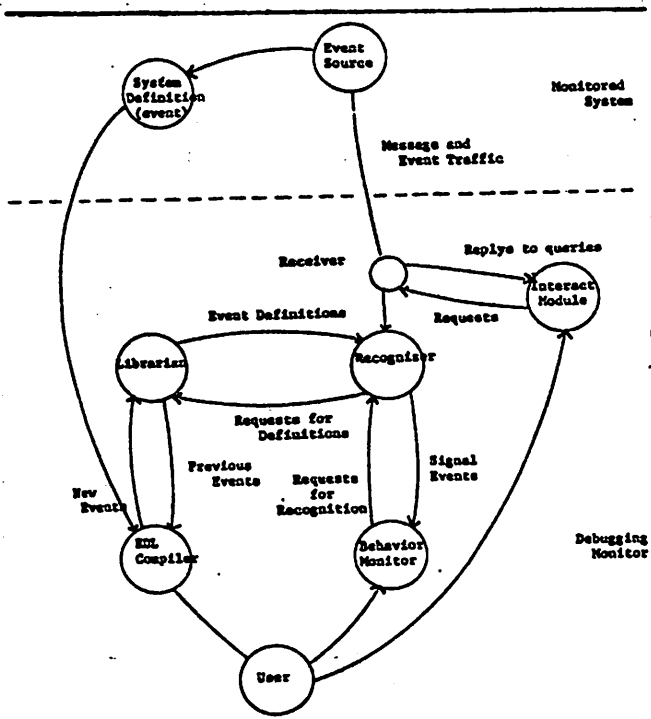 Event
Source
System
Definition
(event)
Monitored
System
Message and
Event Traffic
Receiver
Replys to queries
Interact
Module
Requests
Event Definitions
Librarian
Recognizer
Requests for
Definitions
Previous
Events
Requests
for
Recognition
Signal
Events
New
Events
EDL
Compiler
Behavior
Monitor
Debugging
Monitor
User